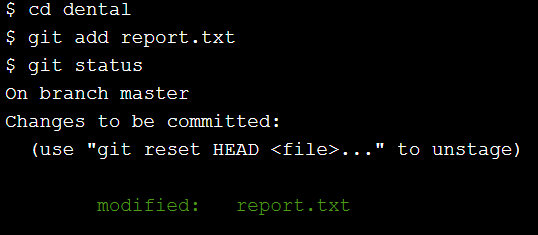 $ cd dental
$ git add report.txt
$ git status
On branch master
Changes to be committed:
  (use "git reset HEAD <file>..." to unstage)
        modified:   report.txt